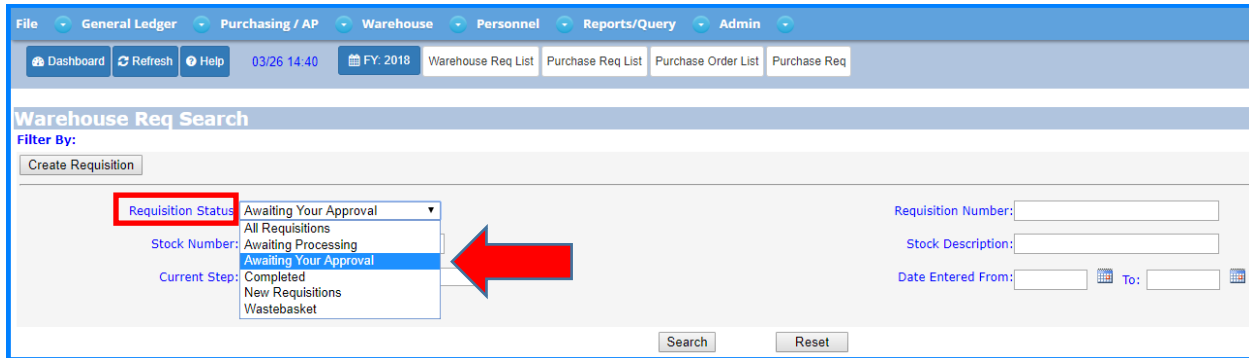 File General Ledger Purchasing / AP Warehouse Personnel Reports/Query Admin
Dashboard Refresh Help 03/26 14:40 FY: 2018 Warehouse Req List Purchase Req List Purchase Order List Purchase Req
Warehouse Req Search
Filter By:
Create Requisition
Requisition Status: Awaiting Your Approval Requisition Number:
All Requisitions
Stock Number: Awaiting Processing Stock Description:
Awaiting Your Approval
Current Step: Completed Date Entered From: To:
New Requisitions
Wastebasket
Search Reset